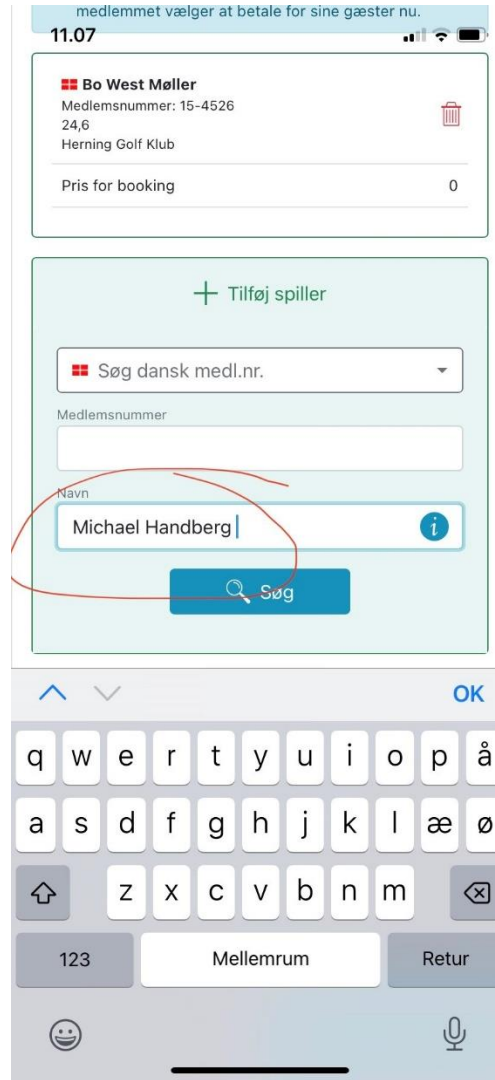 medlemmet vælger at betale for sine gæster nu.
11.07
Bo West Møller
Medlemsnummer: 15-4526
24,6
Herning Golf Klub
Pris for booking 0
Tilføj spiller
Søg dansk medl.nr.
Medlemsnummer
Navn
Michael Handberg
i
Søg
OK
q w e r t y u i o p å
a s d f g h j k l æ ø
z x c v b n m
123 Mellemrum Retur